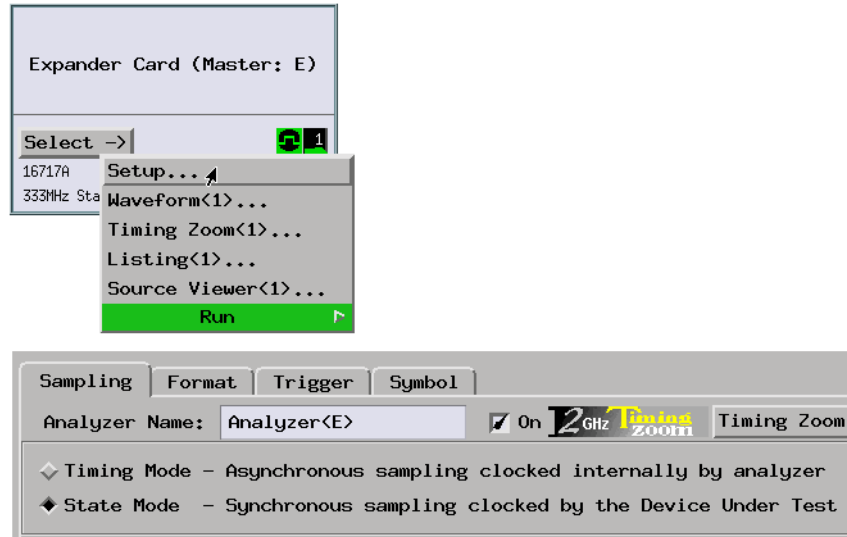 Expander Card (Master: E)
Select ->
1
16717A
333MHz Sta
Setup...
Waveform<1>...
Timing Zoom<1>...
Listing<1>...
Source Viewer<1>...
Run
Sampling Format Trigger Symbol
Analyzer Name: Analyzer<E> On 2GHz Timing Zoom Timing Zoom
Timing Mode - Asynchronous sampling clocked internally by analyzer
State Mode - Synchronous sampling clocked by the Device Under Test